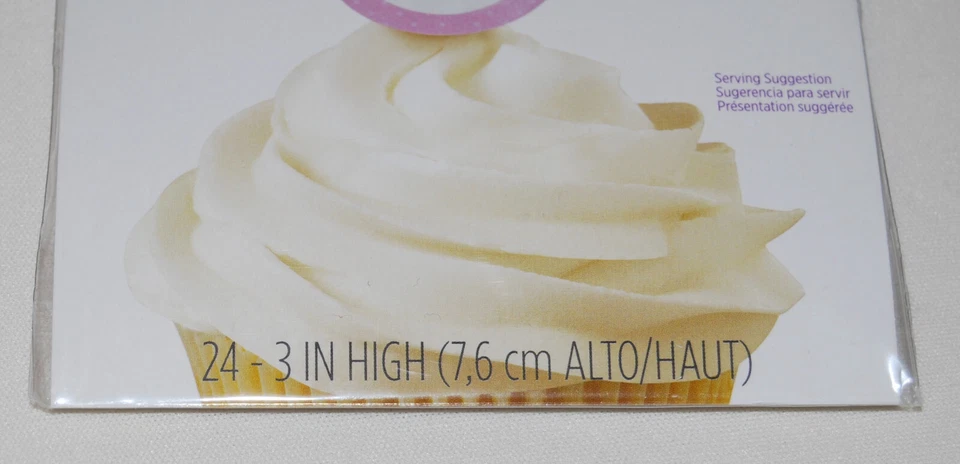 Serving Suggestion
Sugerencia para servir
Présentation suggérée
24 - 3 IN HIGH (7,6 cm ALTO/HAUT)